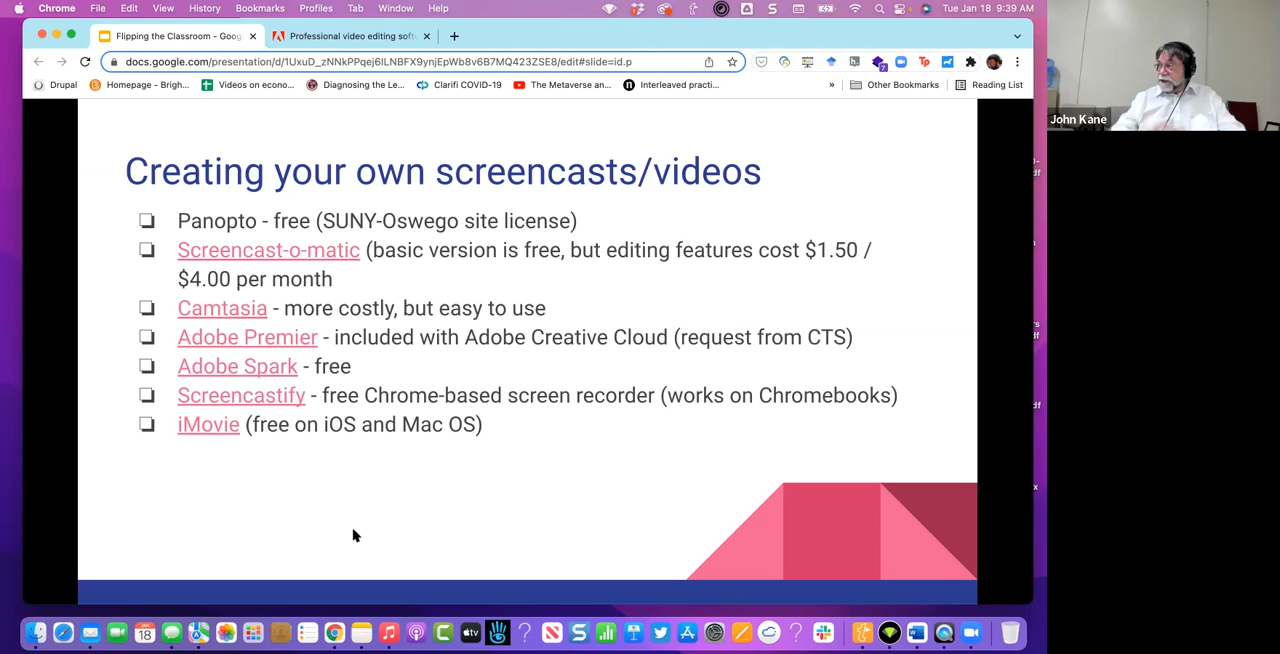 Chrome File Edit View History Bookmarks Profiles Tab Window Help Tue Jan 18 9:39 AM
Flipping the Classroom - Goog Professional video editing soft
docs.google.com/presentation/d/1UxuD_zNNkPPqej6ILNBFX9ynjEpWb8v6B7MQ423ZSE8/edit#slide=id.p
Drupal Homepage - Brigh... Videos on econo... Diagnosing the Le... Clarifi COVID-19 The Metaverse an... Interleaved practi... » Other Bookmarks Reading List
John Kane
Creating your own screencasts/videos
Panopto - free (SUNY-Oswego site license)
Screencast-o-matic (basic version is free, but editing features cost $1.50 /
$4.00 per month
Camtasia - more costly, but easy to use
Adobe Premier - included with Adobe Creative Cloud (request from CTS)
Adobe Spark - free
Screencastify - free Chrome-based screen recorder (works on Chromebooks)
iMovie (free on iOS and Mac OS)